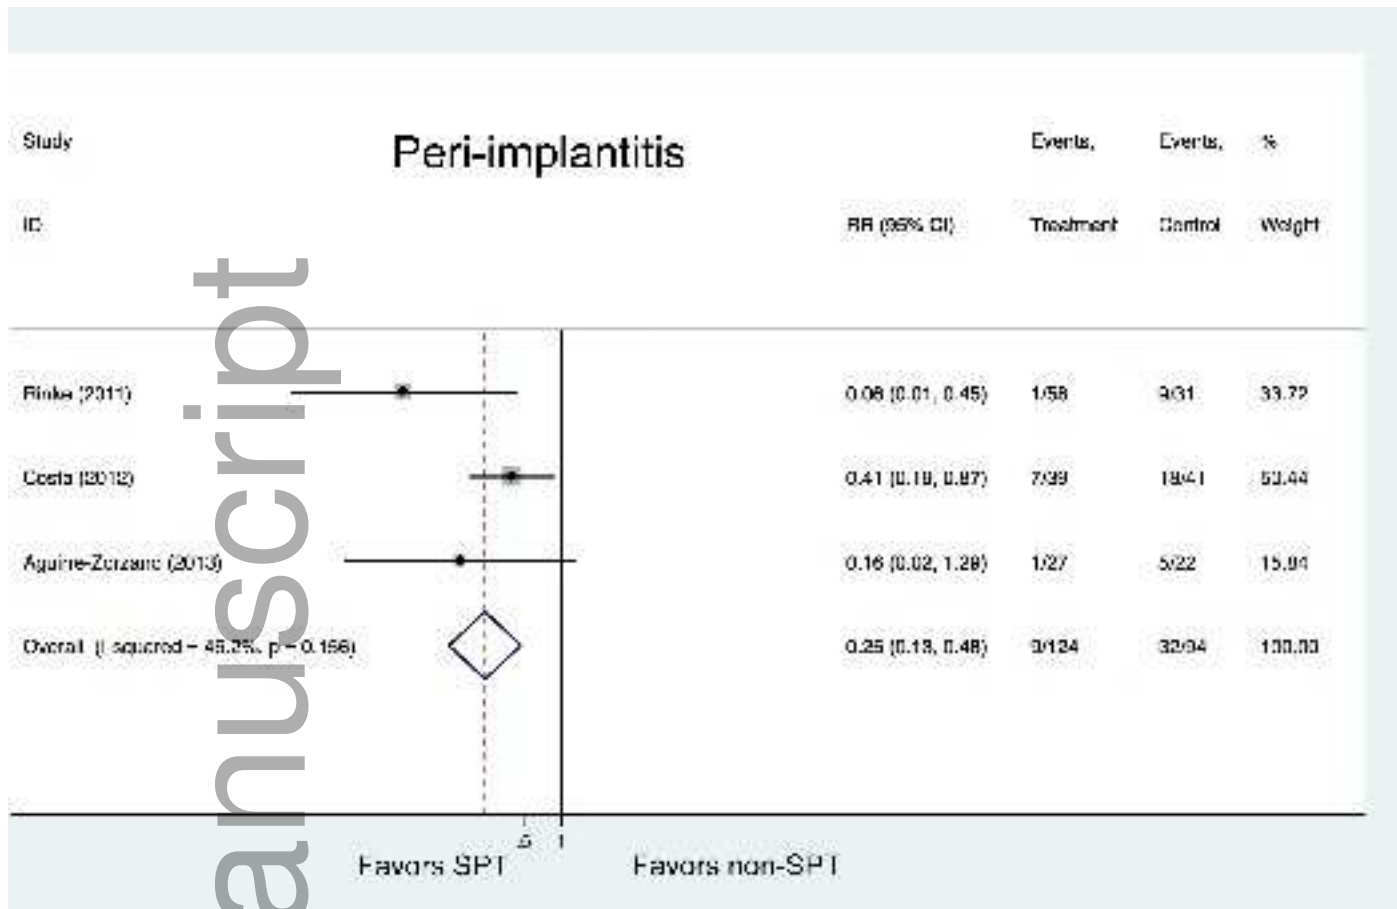 Peri-implantitis
Study Events, Events, %
ID RR (95% CI) Treatment Control Weight
Rinke (2011) 0.06 (0.01, 0.45) 1/58 9/31 33.72
Costa (2012) 0.41 (0.19, 0.87) 7/39 18/41 50.44
Aguirre-Zorzano (2013) 0.16 (0.02, 1.29) 1/27 5/22 15.84
Overall (I-squared = 46.2%, p = 0.156) 0.25 (0.13, 0.48) 9/124 32/94 100.00
.5 1
Favors SPT Favors non-SPT
anuscript